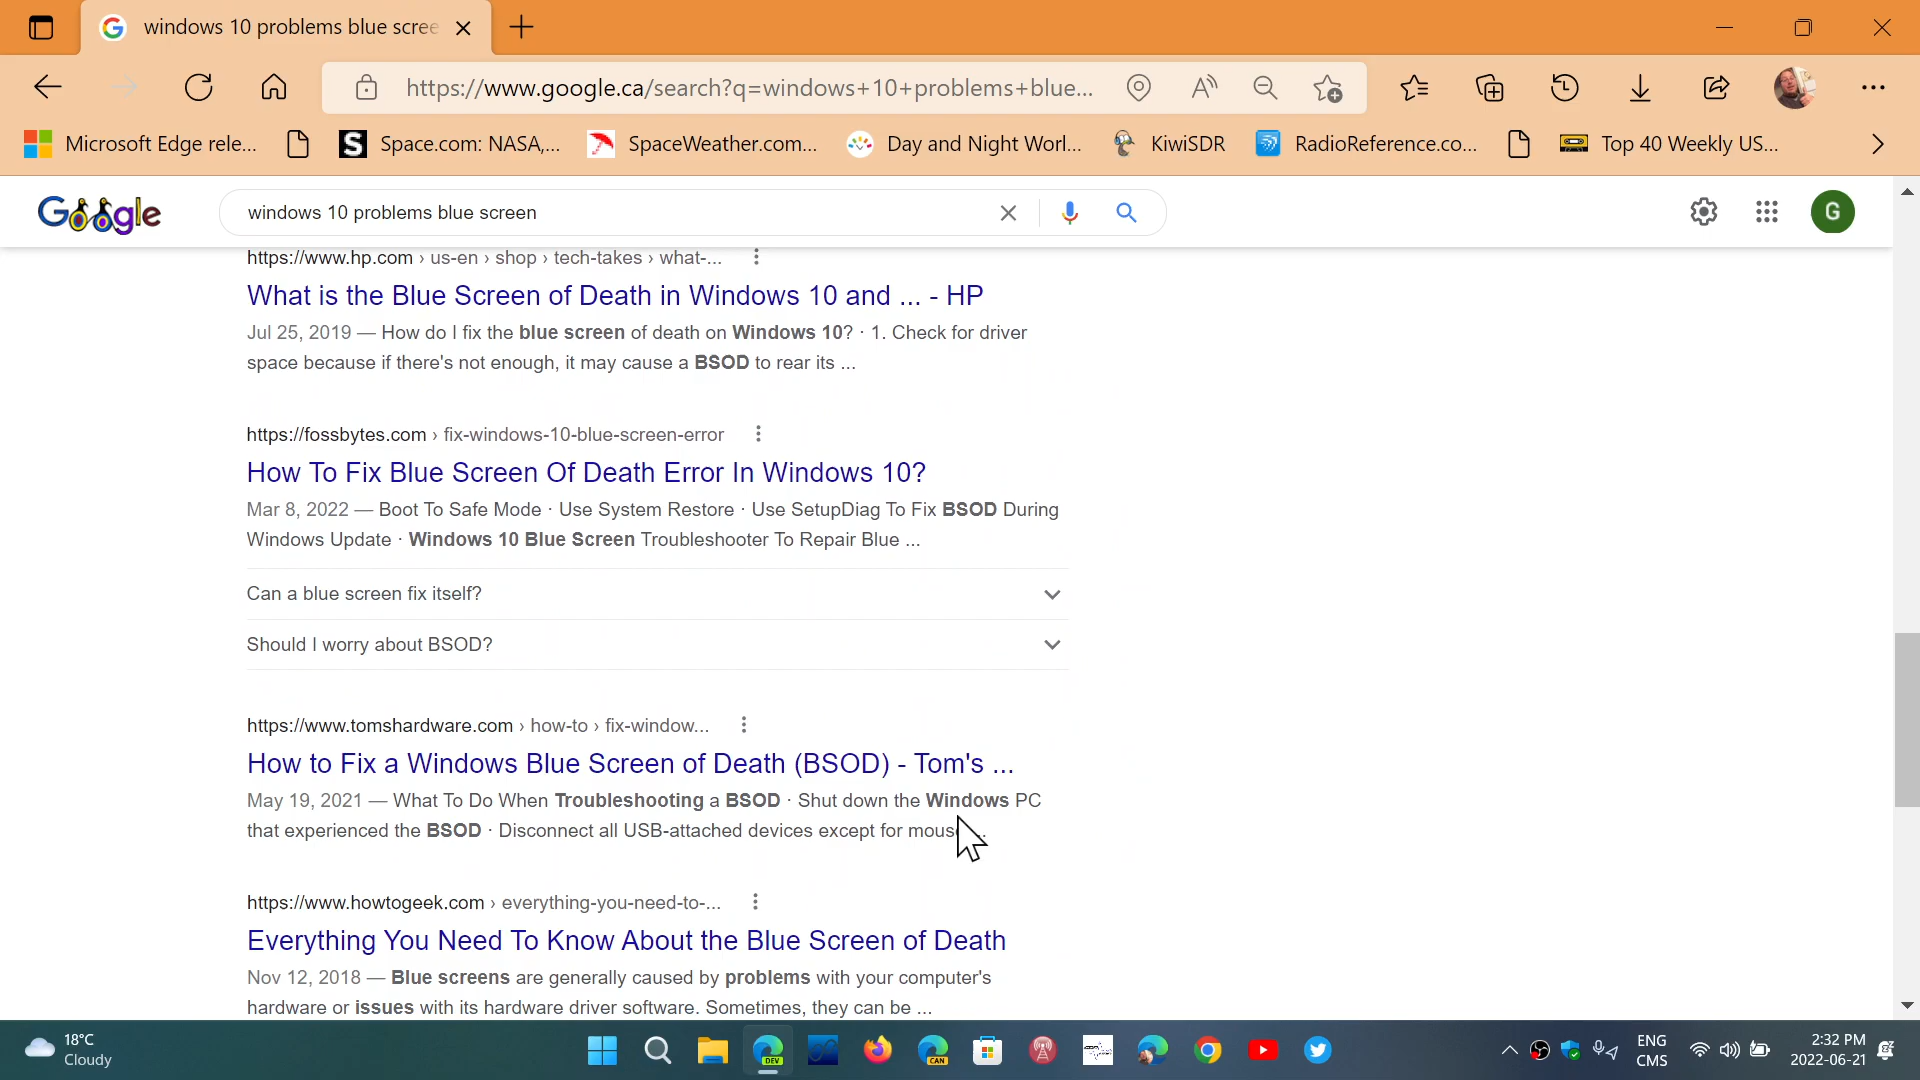 windows 10 problems blue scree
https://www.google.ca/search?q=windows+10+problems+blue...
Microsoft Edge rele...
Space.com: NASA,...
SpaceWeather.com...
Day and Night Worl...
KiwiSDR
RadioReference.co...
Top 40 Weekly US...
Google
windows 10 problems blue screen
G
https://www.hp.com › us-en › shop › tech-takes › what-...
What is the Blue Screen of Death in Windows 10 and ... - HP
Jul 25, 2019 — How do I fix the blue screen of death on Windows 10? · 1. Check for driver
space because if there's not enough, it may cause a BSOD to rear its ...
https://fossbytes.com › fix-windows-10-blue-screen-error
How To Fix Blue Screen Of Death Error In Windows 10?
Mar 8, 2022 — Boot To Safe Mode · Use System Restore · Use SetupDiag To Fix BSOD During
Windows Update · Windows 10 Blue Screen Troubleshooter To Repair Blue ...
Can a blue screen fix itself?
Should I worry about BSOD?
https://www.tomshardware.com › how-to › fix-window...
How to Fix a Windows Blue Screen of Death (BSOD) - Tom's ...
May 19, 2021 — What To Do When Troubleshooting a BSOD · Shut down the Windows PC
that experienced the BSOD · Disconnect all USB-attached devices except for mous
https://www.howtogeek.com › everything-you-need-to-...
Everything You Need To Know About the Blue Screen of Death
Nov 12, 2018 — Blue screens are generally caused by problems with your computer's
hardware or issues with its hardware driver software. Sometimes, they can be ...
18°C
Cloudy
DEV
CAN
ENG
CMS
2:32 PM
2022-06-21